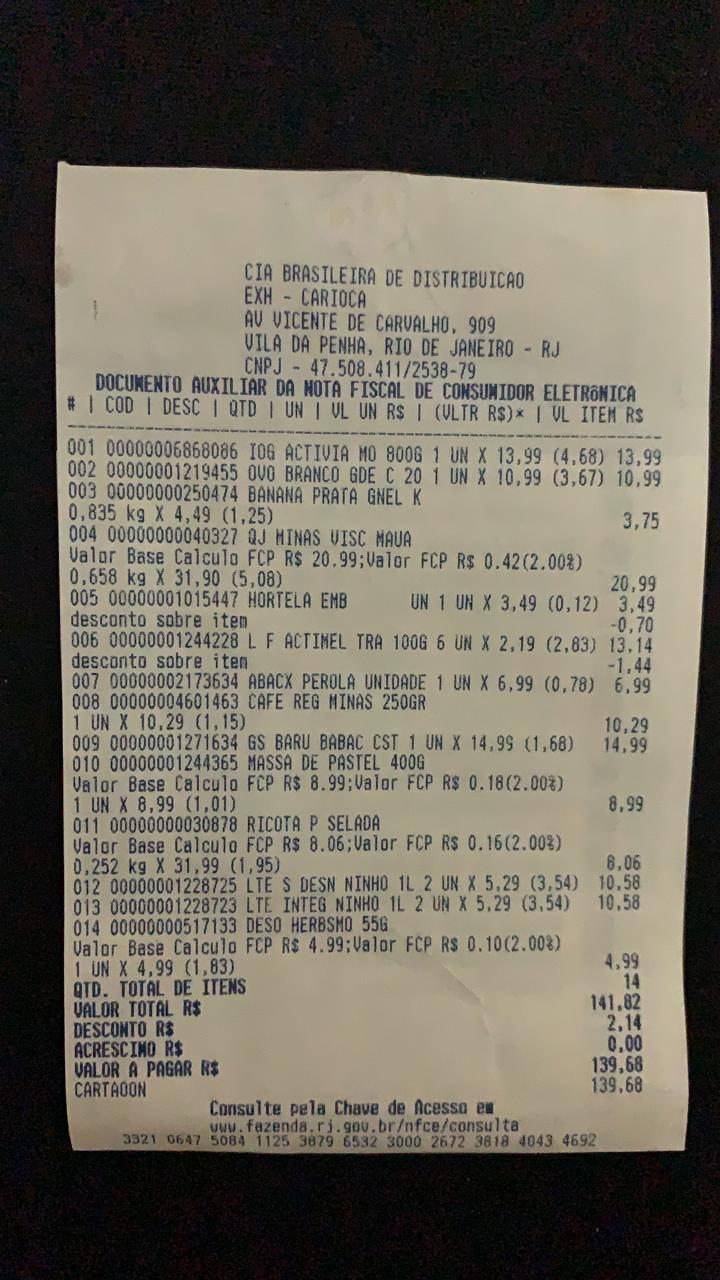 CIA BRASILEIRA DE DISTRIBUICAO
EXH - CARIOCA
AV VICENTE DE CARVALHO, 909
VILA DA PENHA, RIO DE JANEIRO - RJ
CNPJ - 47.508.411/2538-79
DOCUMENTO AUXILIAR DA NOTA FISCAL DE CONSUMIDOR ELETRôNICA
# | COD | DESC | QTD | UN | VL UN R$ | (VLTR R$)* | VL ITEM R$
001 00000006868086 IOG ACTIVIA MO 800G 1 UN X 13,99 (4,68) 13,99
002 00000001219455 OVO BRANCO GDE C 20 1 UN X 10,99 (3,67) 10,99
003 00000000250474 BANANA PRATA GNEL K
0,835 kg X 4,49 (1,25) 3,75
004 00000000040327 QJ MINAS VISC MAUA
Valor Base Calculo FCP R$ 20.99;Valor FCP R$ 0.42(2.00%)
0,658 kg X 31,90 (5,08) 20,99
005 00000001015447 HORTELA EMB UN 1 UN X 3,49 (0,12) 3,49
desconto sobre item -0,70
006 00000001244228 L F ACTIMEL TRA 100G 6 UN X 2,19 (2,83) 13,14
desconto sobre item -1,44
007 00000002173634 ABACX PEROLA UNIDADE 1 UN X 6,99 (0,78) 6,99
008 00000004601463 CAFE REG MINAS 250GR
1 UN X 10,29 (1,15) 10,29
009 00000001271634 GS BARU BABAC CST 1 UN X 14,99 (1,68) 14,99
010 00000001244365 MASSA DE PASTEL 400G
Valor Base Calculo FCP R$ 8.99;Valor FCP R$ 0.18(2.00%)
1 UN X 8,99 (1,01) 8,99
011 00000000030878 RICOTA P SELADA
Valor Base Calculo FCP R$ 8.06;Valor FCP R$ 0.16(2.00%)
0,252 kg X 31,99 (1,95) 8,06
012 00000001228725 LTE S DESN NINHO 1L 2 UN X 5,29 (3,54) 10,58
013 00000001228723 LTE INTEG NINHO 1L 2 UN X 5,29 (3,54) 10,58
014 00000000517133 DESO HERBSMO 55G
Valor Base Calculo FCP R$ 4.99;Valor FCP R$ 0.10(2.00%)
1 UN X 4,99 (1,83) 4,99
QTD. TOTAL DE ITENS 14
VALOR TOTAL R$ 141,82
DESCONTO R$ 2,14
ACRESCIMO R$ 0,00
VALOR A PAGAR R$ 139,68
CARTAOON 139,68
Consulte pela Chave de Acesso em
www.fazenda.rj.gov.br/nfce/consulta
3321 0647 5084 1125 3879 6532 3000 2672 3818 4043 4692